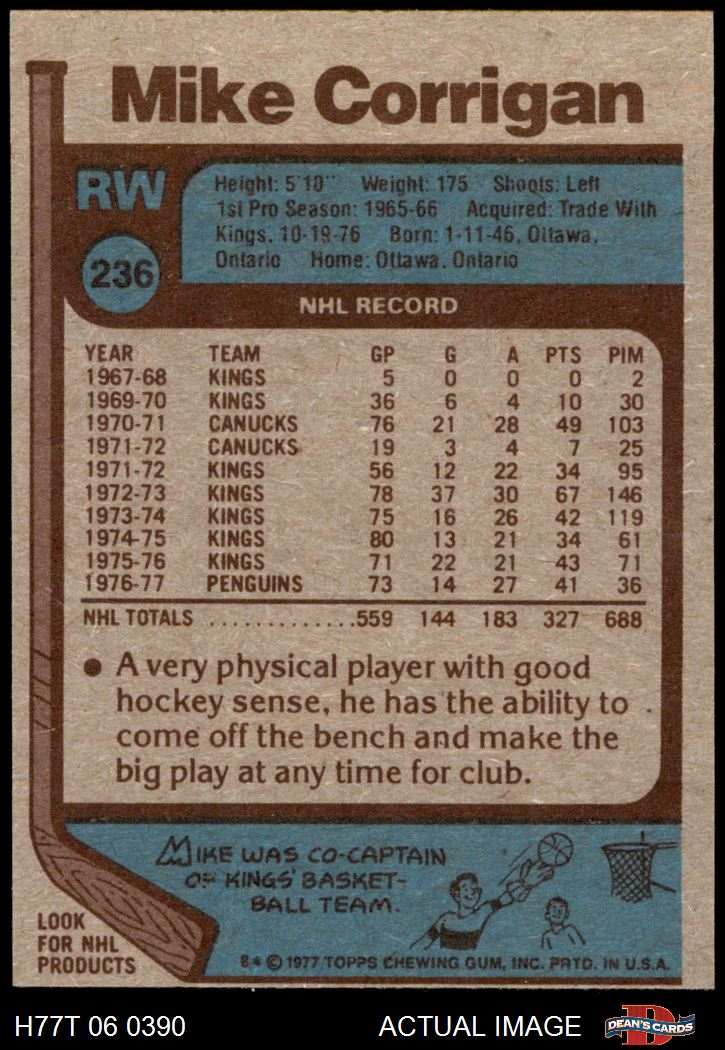 Mike Corrigan
RW
Height: 5'10" Weight: 175 Shoots: Left
1st Pro Season: 1965-66 Acquired: Trade With
Kings, 10-19-76 Born: 1-11-46, Ottawa,
Ontario Home: Ottawa, Ontario
236
NHL RECORD
YEAR TEAM GP G A PTS PIM
1967-68 KINGS 5 0 0 0 2
1969-70 KINGS 36 6 4 10 30
1970-71 CANUCKS 76 21 28 49 103
1971-72 CANUCKS 19 3 4 7 25
1971-72 KINGS 56 12 22 34 95
1972-73 KINGS 78 37 30 67 146
1973-74 KINGS 75 16 26 42 119
1974-75 KINGS 80 13 21 34 61
1975-76 KINGS 71 22 21 43 71
1976-77 PENGUINS 73 14 27 41 36
NHL TOTALS .............559 144 183 327 688
● A very physical player with good
hockey sense, he has the ability to
come off the bench and make the
big play at any time for club.
MIKE WAS CO-CAPTAIN
OF KINGS' BASKET-
BALL TEAM.
LOOK
FOR NHL
PRODUCTS
8* © 1977 TOPPS CHEWING GUM, INC. PRTD. IN U.S.A.
H77T 06 0390 ACTUAL IMAGE
D
DEAN'S CARDS